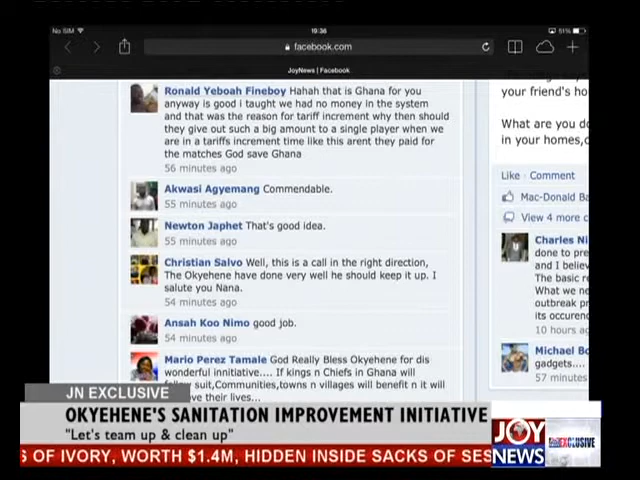 No SIM
19:36
51%
facebook.com
JoyNews | Facebook
Ronald Yeboah Fineboy Hahah that is Ghana for you
anyway is good i taught we had no money in the system
and that was the reason for tariff increment why then should
they give out such a big amount to a single player when we
are in a tariffs increment time like this arent they paid for
the matches God save Ghana
56 minutes ago
Akwasi Agyemang Commendable.
55 minutes ago
Newton Japhet That's good idea.
55 minutes ago
Christian Salvo Well, this is a call in the right direction,
The Okyehene have done very well he should keep it up. I
salute you Nana.
54 minutes ago
Ansah Koo Nimo good job.
54 minutes ago
Mario Perez Tamale God Really Bless Okyehene for dis
wonderful innitiative.... If kings n Chiefs in Ghana will
suit,Communities,towns n villages will benefit n it will
ove their lives...
your friend's ho
What are you do
in your homes,c
Like · Comment
Mac-Donald Ba
View 4 more c
Charles Ni
done to pre
and I believ
The basic r
What we ne
outbreak pr
its occuren
10 hours ag
Michael Bo
gadgets....
57 minutes
JN EXCLUSIVE
OKYEHENE'S SANITATION IMPROVEMENT INITIATIVE
"Let's team up & clean up"
JOY
NEWS
EXCLUSIVE
S OF IVORY, WORTH $1.4M, HIDDEN INSIDE SACKS OF SES